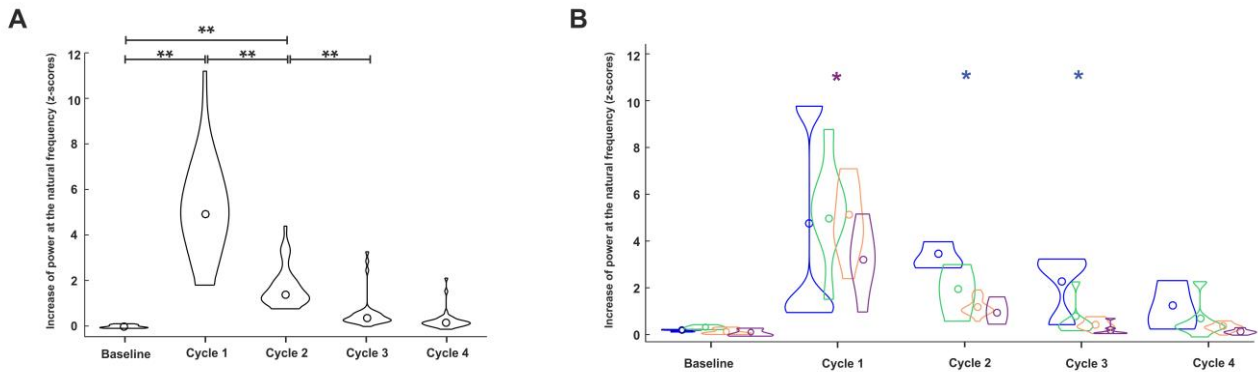 A
B
**
** ** **
Increase of power at the natural frequency (z-scores)
12
10
8
6
4
2
0
Baseline Cycle 1 Cycle 2 Cycle 3 Cycle 4
* * *
Increase of power at the natural frequency (z-scores)
12
10
8
6
4
2
0
Baseline Cycle 1 Cycle 2 Cycle 3 Cycle 4